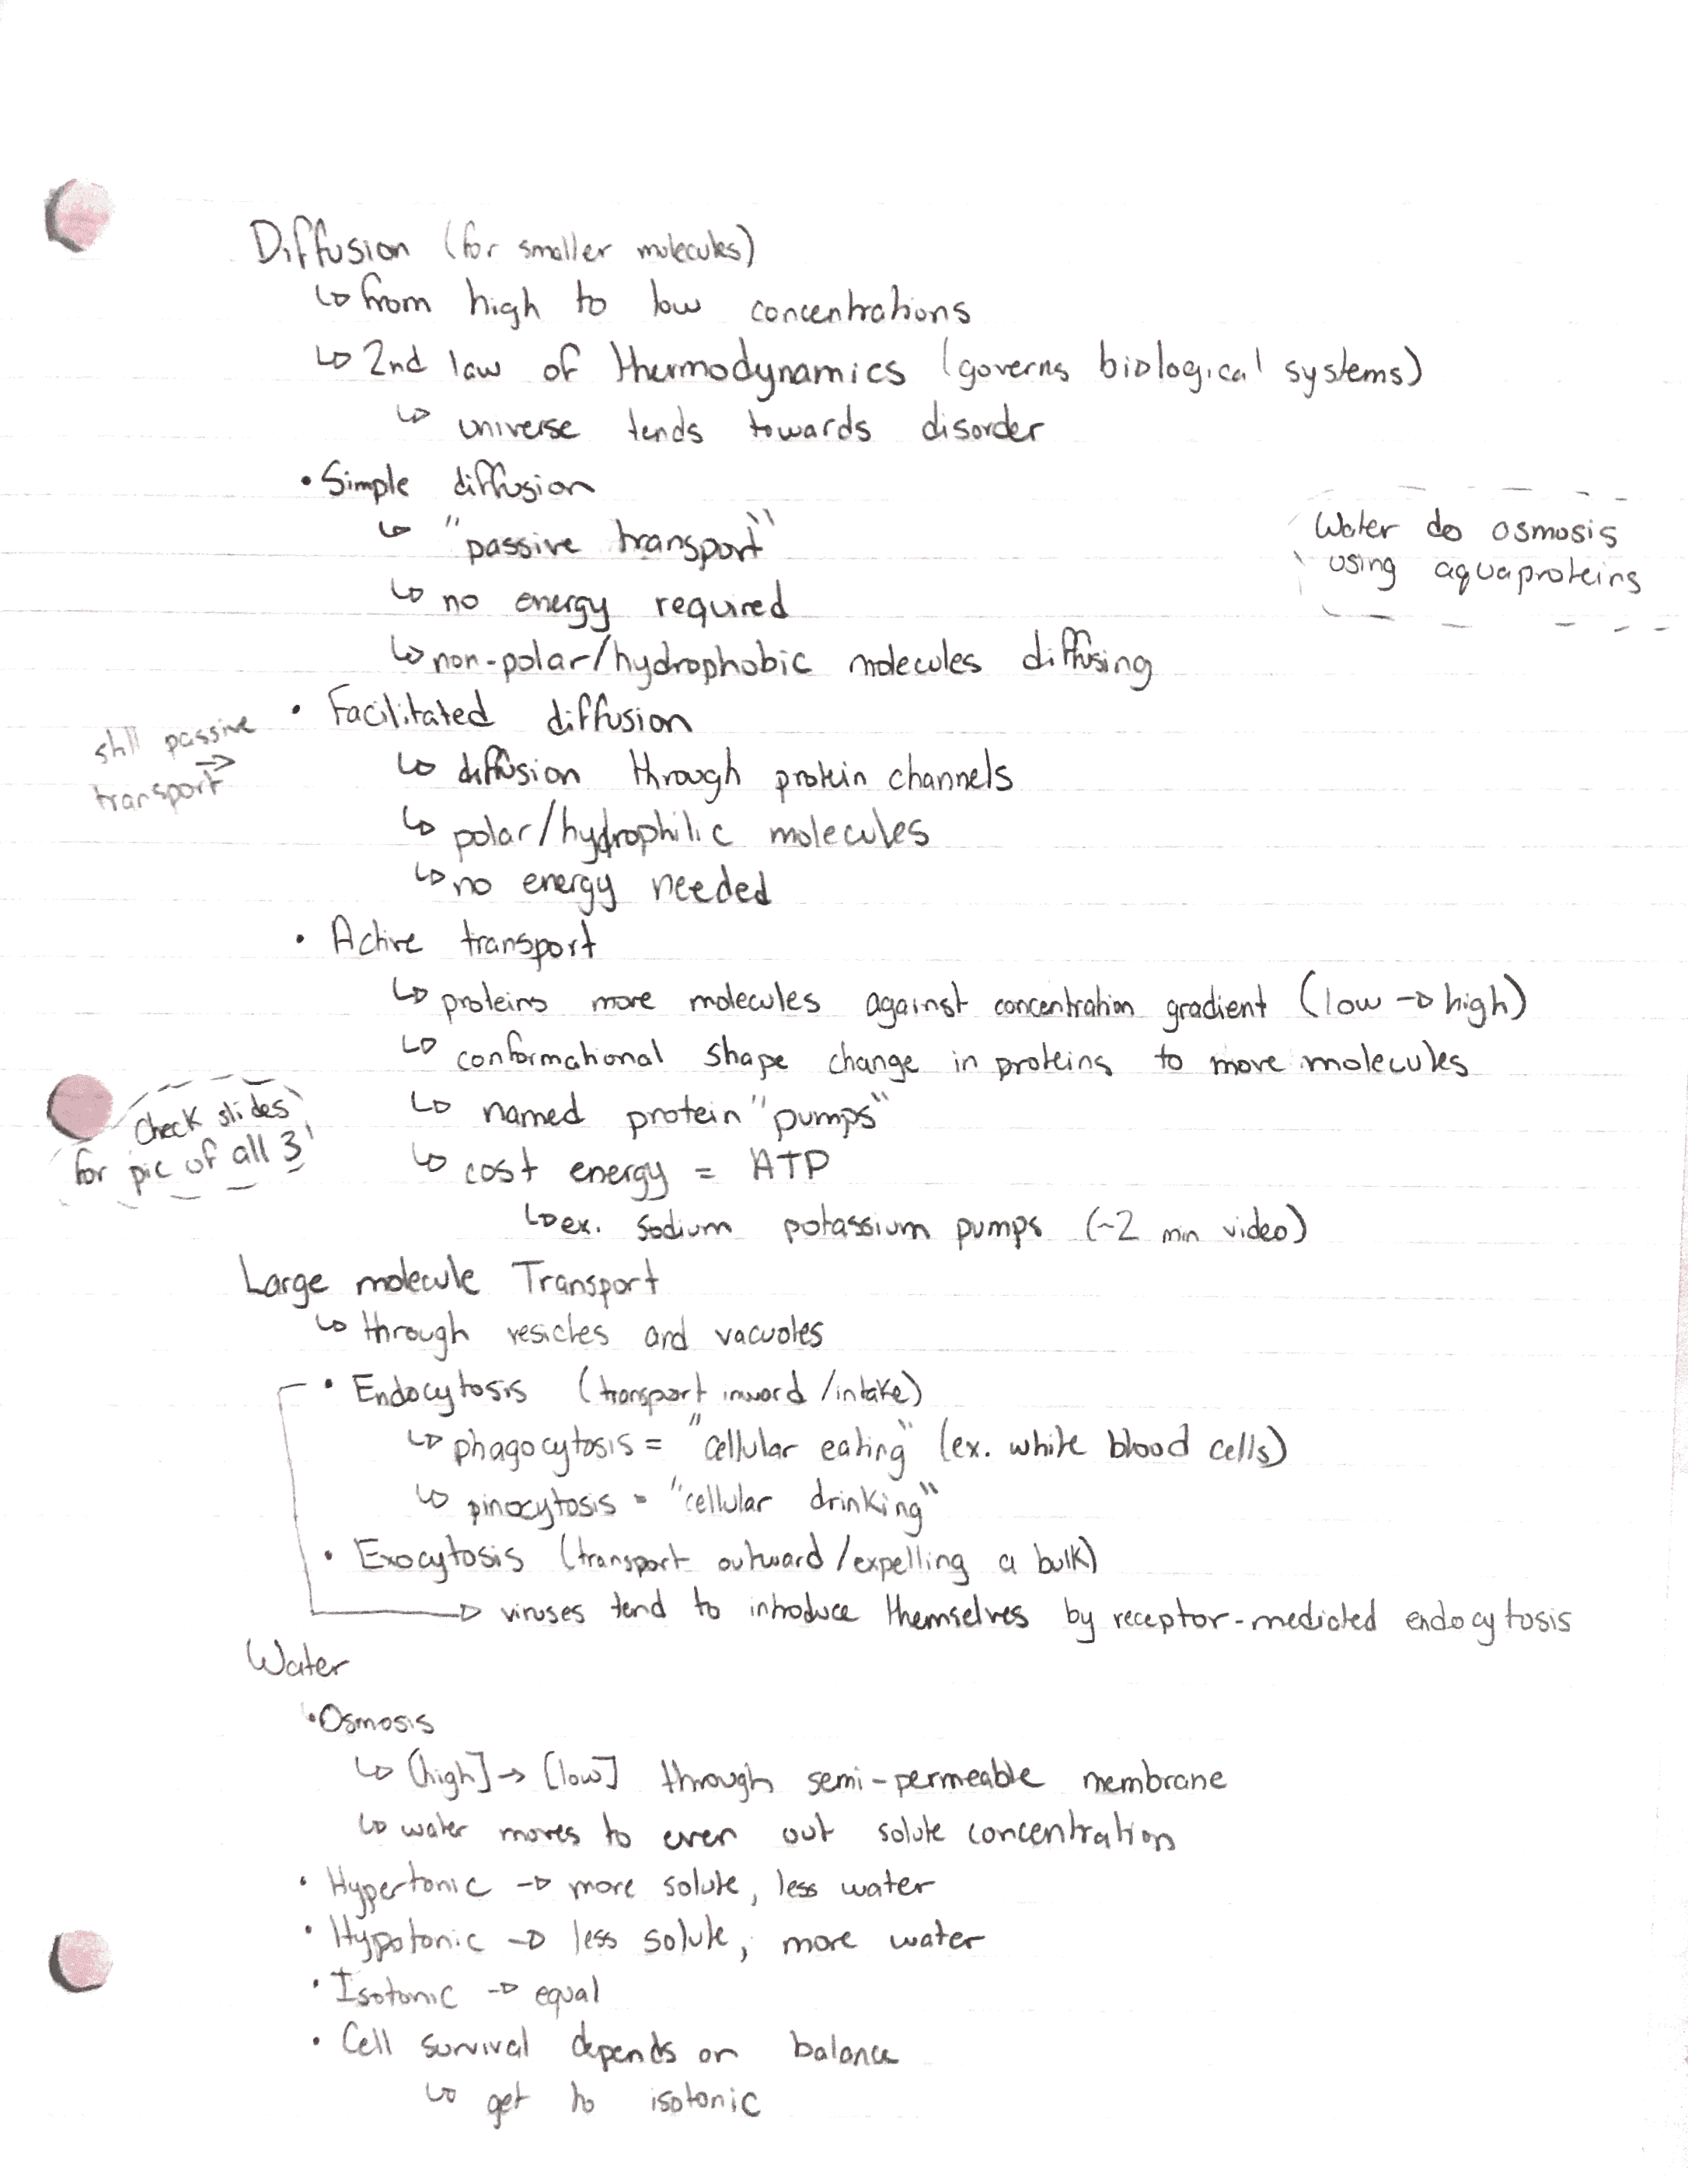 Diffusion (for smaller molecules)
↳ from high to low concentrations
↳ 2nd law of thermodynamics (governs biological systems)
↳ universe tends towards disorder
• Simple diffusion
↳ "passive transport"
↳ no energy required
↳ non-polar/hydrophobic molecules diffusing
Water do osmosis
using aquaproteins
• Facilitated diffusion
still passive
transport →
↳ diffusion through protein channels
↳ polar/hydrophilic molecules
↳ no energy needed
• Active transport
↳ proteins move molecules against concentration gradient (low → high)
↳ conformational shape change in proteins to move molecules
↳ named protein "pumps"
↳ cost energy = ATP
check slides
for pic of all 3!
↳ ex. sodium potassium pumps (~2 min video)
Large molecule Transport
↳ through vesicles and vacuoles
• Endocytosis (transport inward/intake)
↳ phagocytosis = "cellular eating" (ex. white blood cells)
↳ pinocytosis = "cellular drinking"
• Exocytosis (transport outward/expelling a bulk)
→ viruses tend to introduce themselves by receptor-mediated endocytosis
Water
• Osmosis
↳ [high] → [low] through semi-permeable membrane
↳ water moves to even out solute concentration
• Hypertonic → more solute, less water
• Hypotonic → less solute, more water
• Isotonic → equal
• Cell survival depends on balance
↳ get to isotonic